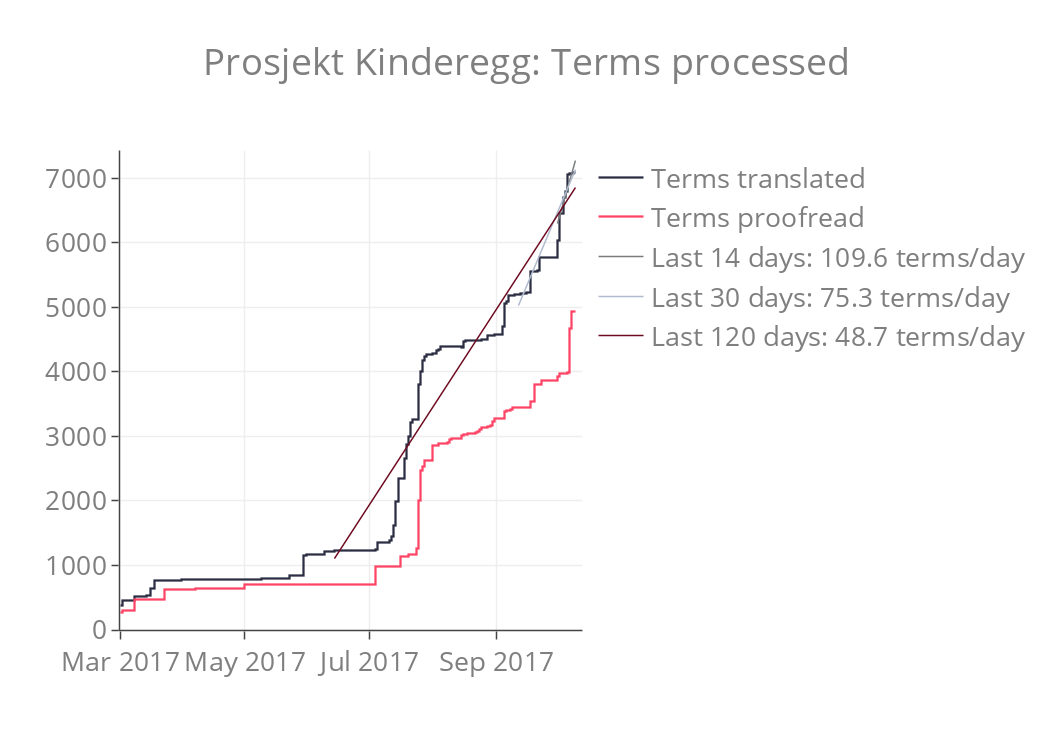 Prosjekt Kinderegg: Terms processed
7000
6000
5000
4000
3000
2000
1000
0
Mar 2017 May 2017 Jul 2017 Sep 2017
Terms translated
Terms proofread
Last 14 days: 109.6 terms/day
Last 30 days: 75.3 terms/day
Last 120 days: 48.7 terms/day